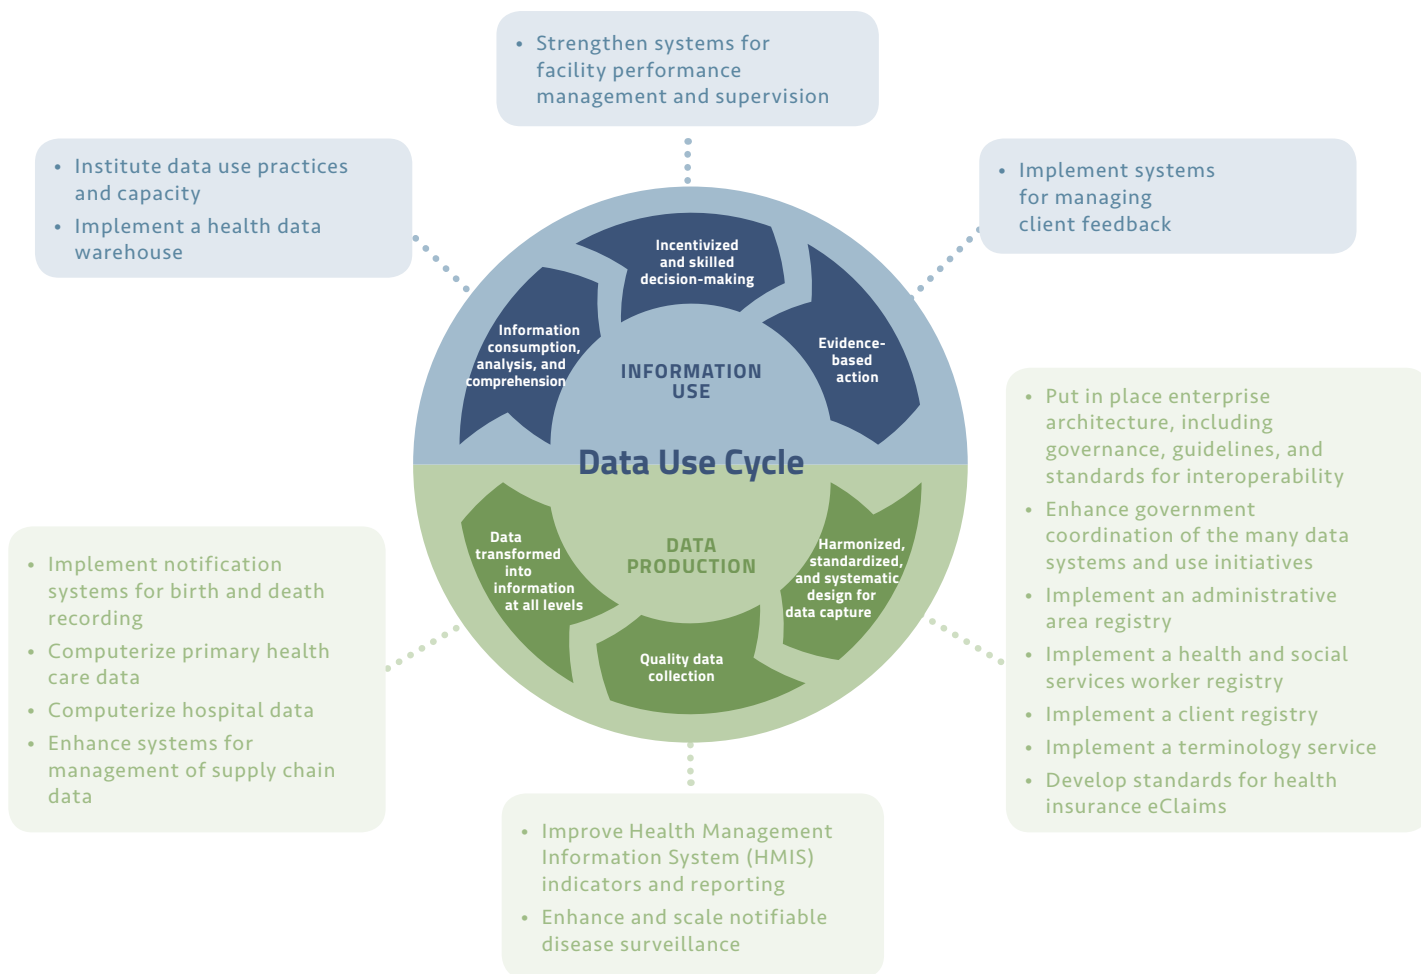 • Strengthen systems for
facility performance
management and supervision
• Institute data use practices
and capacity
• Implement a health data
warehouse
• Implement systems
for managing
client feedback
Incentivized
and skilled
decision-making
Information
consumption,
analysis, and
comprehension
Evidence-
based
action
INFORMATION
USE
Data Use Cycle
DATA
PRODUCTION
Data
transformed
into
information
at all levels
Harmonized,
standardized,
and systematic
design for
data capture
Quality data
collection
• Put in place enterprise
architecture, including
governance, guidelines, and
standards for interoperability
• Enhance government
coordination of the many data
systems and use initiatives
• Implement an administrative
area registry
• Implement a health and social
services worker registry
• Implement a client registry
• Implement a terminology service
• Develop standards for health
insurance eClaims
• Implement notification
systems for birth and death
recording
• Computerize primary health
care data
• Computerize hospital data
• Enhance systems for
management of supply chain
data
• Improve Health Management
Information System (HMIS)
indicators and reporting
• Enhance and scale notifiable
disease surveillance